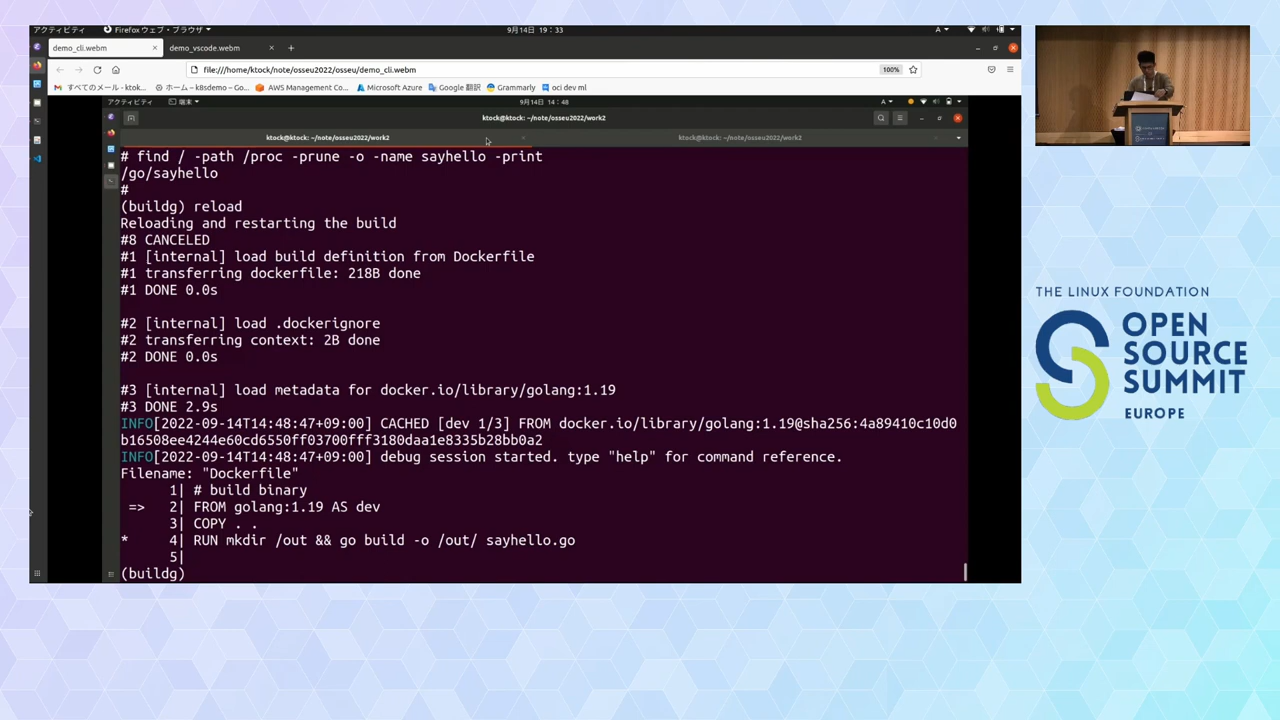 アクティビティ
Firefox ウェブ・ブラウザ
9月14日 19:33
A
demo_cli.webm
demo_vscode.webm
file:///home/ktock/note/osseu2022/osseu/demo_cli.webm
100%
すべてのメール - ktok…
ホーム – k8sdemo – Go…
AWS Management Co…
Microsoft Azure
Google 翻訳
Grammarly
oci dev ml
アクティビティ
端末
9月14日 14:48
A
ktock@ktock: ~/note/osseu2022/work2
ktock@ktock: ~/note/osseu2022/work2
ktock@ktock: ~/note/osseu2022/work2
# find / -path /proc -prune -o -name sayhello -print
/go/sayhello
#
(buildg) reload
Reloading and restarting the build
#8 CANCELED
#1 [internal] load build definition from Dockerfile
#1 transferring dockerfile: 218B done
#1 DONE 0.0s
#2 [internal] load .dockerignore
#2 transferring context: 2B done
#2 DONE 0.0s
#3 [internal] load metadata for docker.io/library/golang:1.19
#3 DONE 2.9s
INFO[2022-09-14T14:48:47+09:00] CACHED [dev 1/3] FROM docker.io/library/golang:1.19@sha256:4a89410c10d0
b16508ee4244e60cd6550ff03700fff3180daa1e8335b28bb0a2
INFO[2022-09-14T14:48:47+09:00] debug session started. type "help" for command reference.
Filename: "Dockerfile"
1| # build binary
=> 2| FROM golang:1.19 AS dev
3| COPY . .
* 4| RUN mkdir /out && go build -o /out/ sayhello.go
5|
(buildg)
THE LINUX FOUNDATION
OPEN
SOURCE
SUMMIT
EUROPE